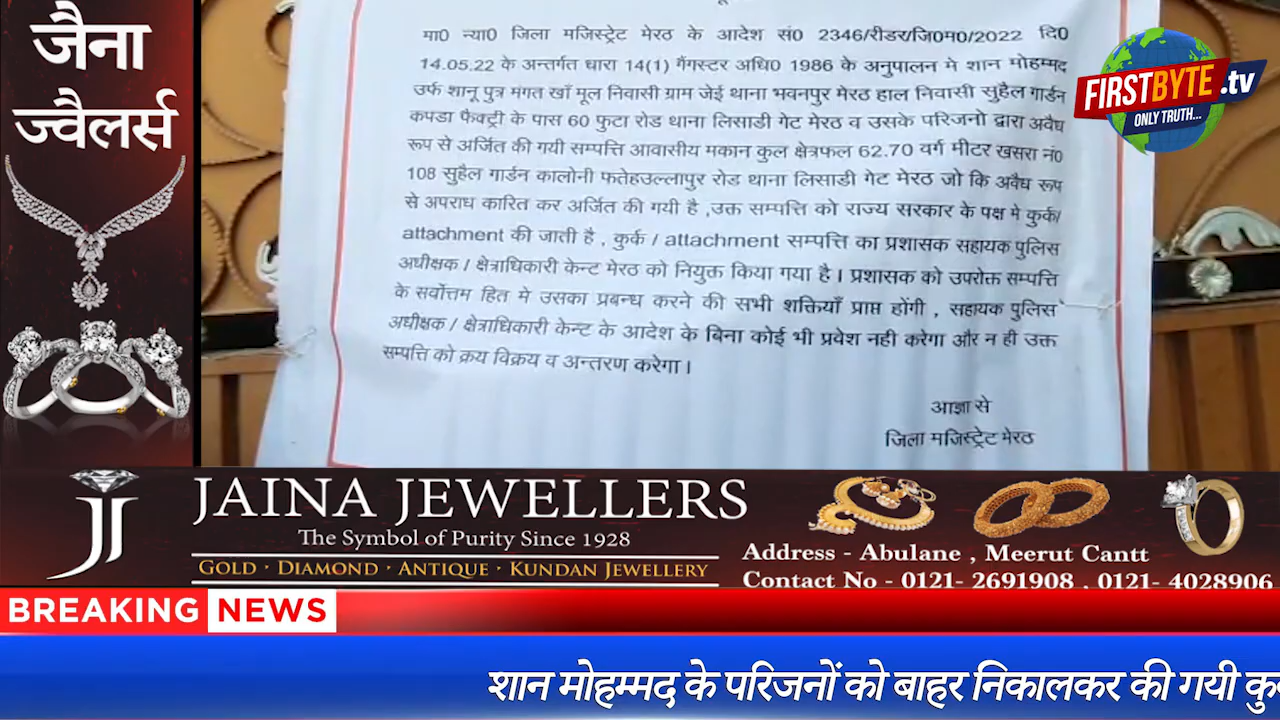 जैना
ज्वैलर्स
मा0 न्या0 जिला मजिस्ट्रेट मेरठ के आदेश सं0 2346/रीडर/जि0म0/2022 दि0
14.05.22 के अन्तर्गत धारा 14(1) गैंगस्टर अधि0 1986 के अनुपालन मे शान मोहम्मद
उर्फ शानू पुत्र मंगत खाँ मूल निवासी ग्राम जेई थाना भवनपुर मेरठ हाल निवासी सुहैल गार्डन
कपडा फैक्ट्री के पास 60 फुटा रोड थाना लिसाडी गेट मेरठ व उसके परिजनो द्वारा अवैध
रूप से अर्जित की गयी सम्पत्ति आवासीय मकान कुल क्षेत्रफल 62.70 वर्ग मीटर खसरा नं0
108 सुहैल गार्डन कालोनी फतेहउल्लापुर रोड थाना लिसाडी गेट मेरठ जो कि अवैध रूप
से अपराध कारित कर अर्जित की गयी है ,उक्त सम्पत्ति को राज्य सरकार के पक्ष मे कुर्क/
attachment की जाती है , कुर्क / attachment सम्पत्ति का प्रशासक सहायक पुलिस
अधीक्षक / क्षेत्राधिकारी केन्ट मेरठ को नियुक्त किया गया है । प्रशासक को उपरोक्त सम्पत्ति
के सर्वोत्तम हित मे उसका प्रबन्ध करने की सभी शक्तियाँ प्राप्त होंगी , सहायक पुलिस
अधीक्षक / क्षेत्राधिकारी केन्ट के आदेश के बिना कोई भी प्रवेश नही करेगा और न ही उक्त
सम्पत्ति को क्रय विक्रय व अन्तरण करेगा ।
आज्ञा से
जिला मजिस्ट्रेट मेरठ
FIRSTBYTE.tv
ONLY TRUTH...
JJ
JAINA JEWELLERS
The Symbol of Purity Since 1928
GOLD · DIAMOND · ANTIQUE · KUNDAN JEWELLERY
Address - Abulane , Meerut Cantt
Contact No - 0121- 2691908 , 0121- 4028906
BREAKING NEWS
शान मोहम्मद के परिजनों को बाहर निकालकर की गयी